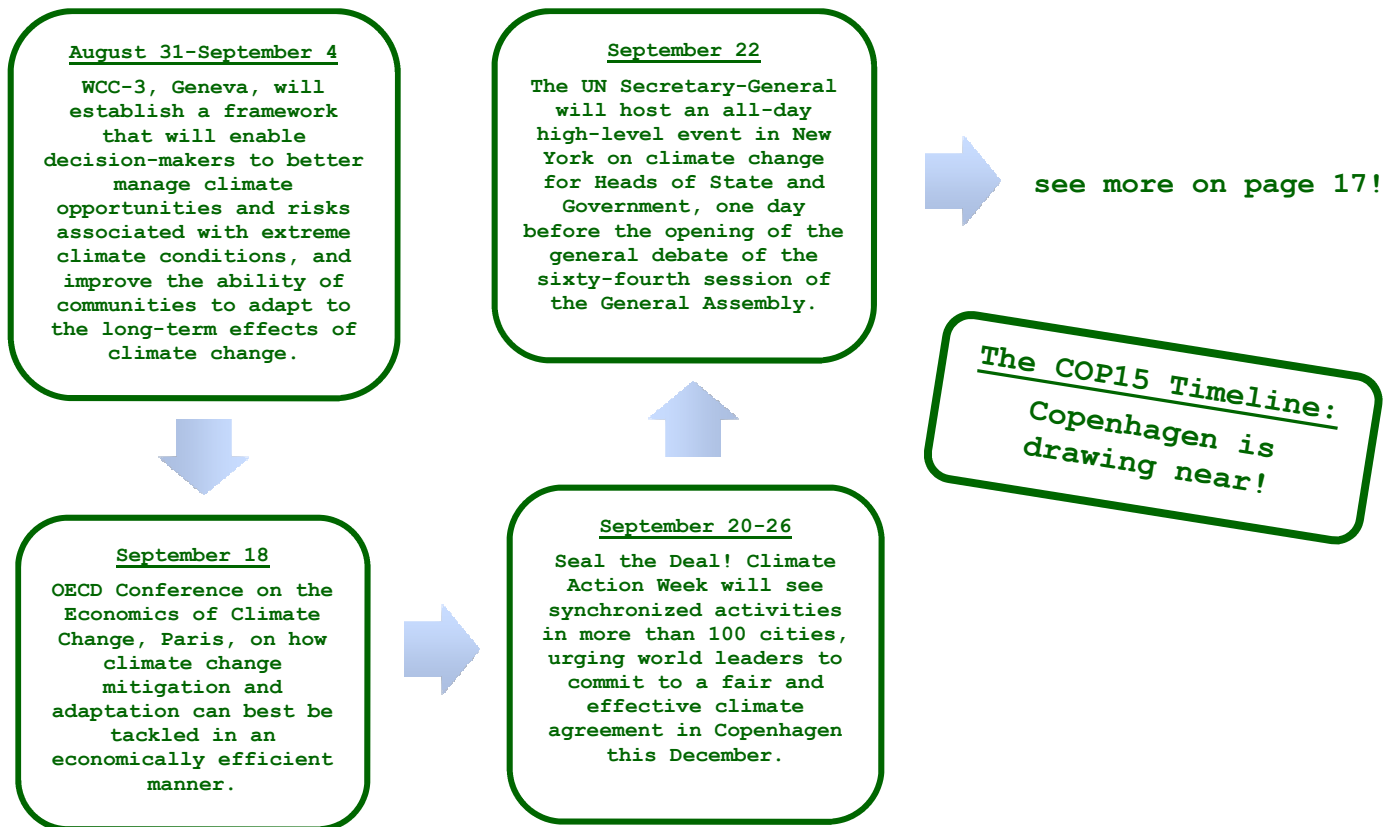 August 31-September 4
WCC-3, Geneva, will
establish a framework
that will enable
decision-makers to better
manage climate
opportunities and risks
associated with extreme
climate conditions, and
improve the ability of
communities to adapt to
the long-term effects of
climate change.
September 18
OECD Conference on the
Economics of Climate
Change, Paris, on how
climate change
mitigation and
adaptation can best be
tackled in an
economically efficient
manner.
September 20-26
Seal the Deal! Climate
Action Week will see
synchronized activities
in more than 100 cities,
urging world leaders to
commit to a fair and
effective climate
agreement in Copenhagen
this December.
September 22
The UN Secretary-General
will host an all-day
high-level event in New
York on climate change
for Heads of State and
Government, one day
before the opening of the
general debate of the
sixty-fourth session of
the General Assembly.
see more on page 17!
The COP15 Timeline:
Copenhagen is
drawing near!